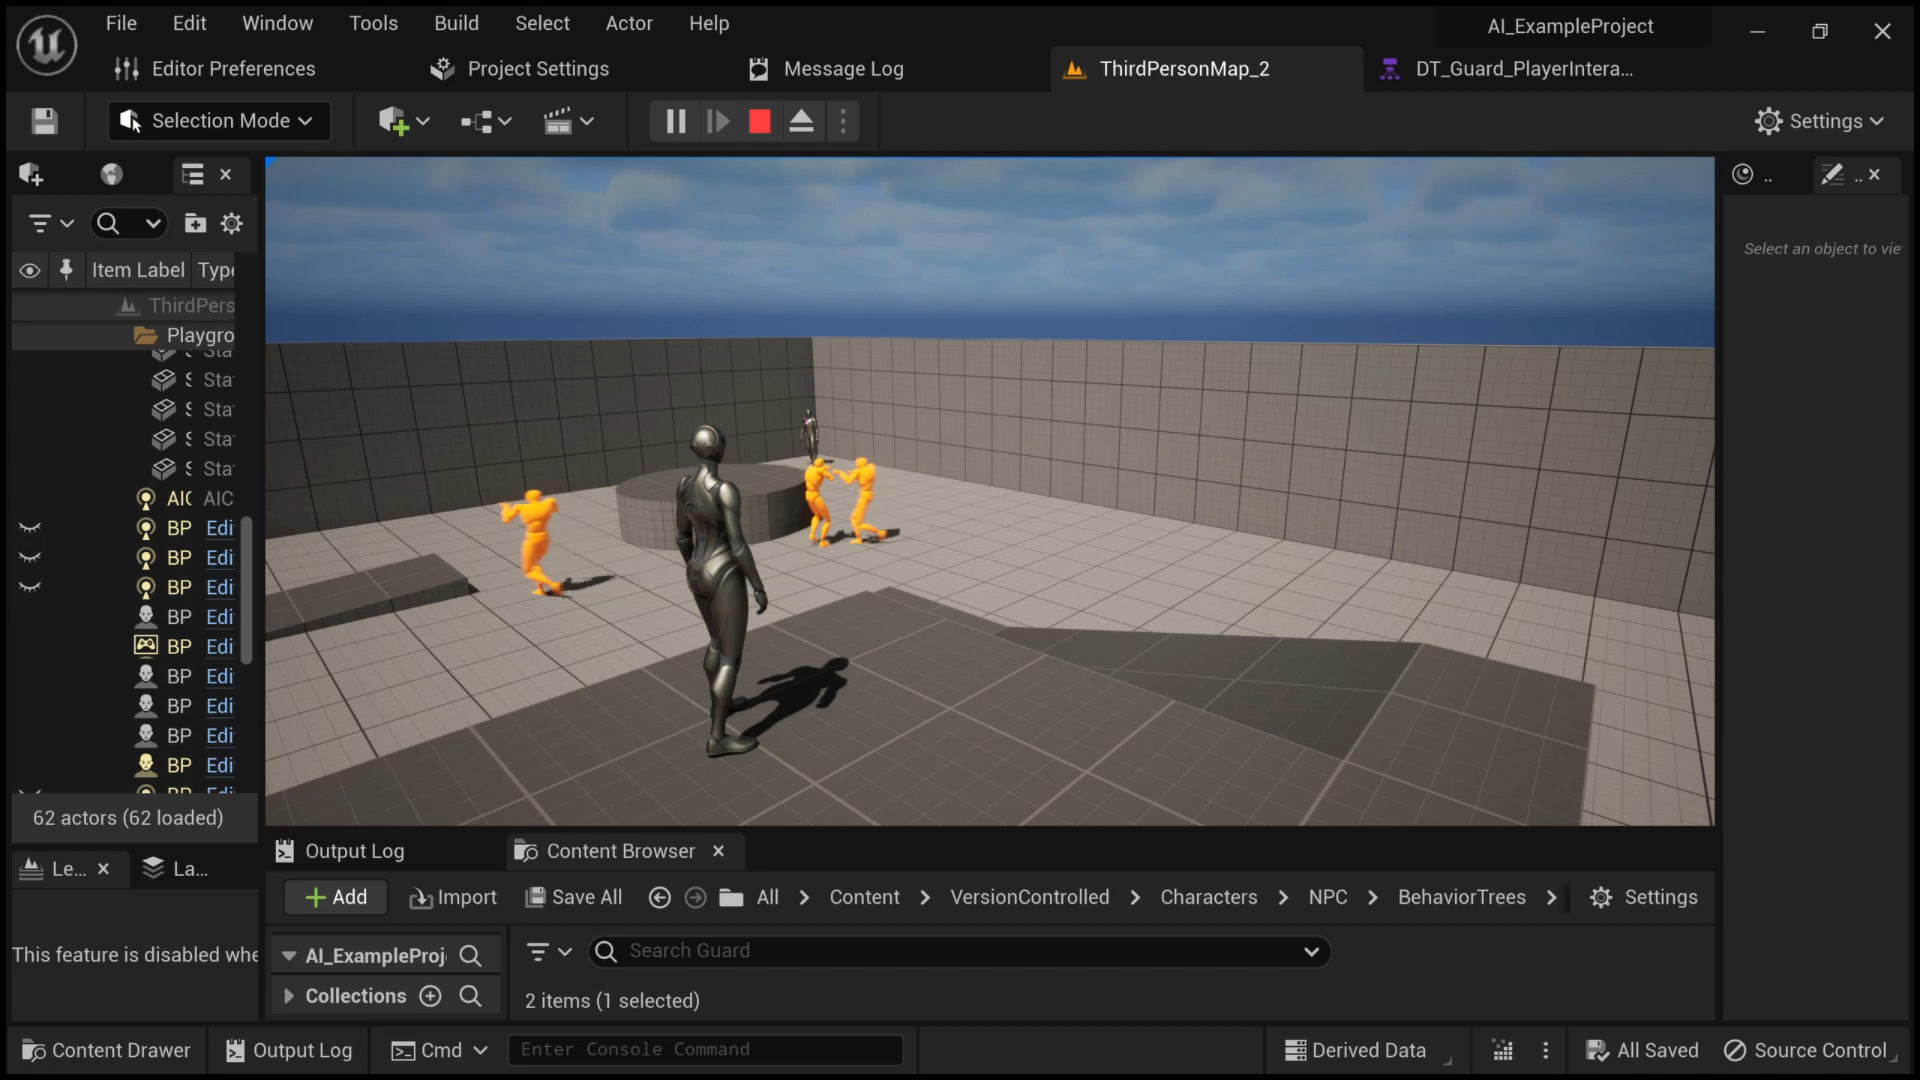 File Edit Window Tools Build Select Actor Help
AI_ExampleProject
Editor Preferences
Project Settings
Message Log
ThirdPersonMap_2
DT_Guard_PlayerIntera...
Selection Mode
Settings
..
..
Item Label Type
Select an object to vie
ThirdPers
Playgro
Sta
Sta
Sta
Sta
Sta
AIC AIC
BP Edi
BP Edi
BP Edi
BP Edi
BP Edi
BP Edi
BP Edi
BP Edi
BP Edi
62 actors (62 loaded)
Output Log
Content Browser
Le...
La...
Add
Import
Save All
All > Content > VersionControlled > Characters > NPC > BehaviorTrees >
Settings
This feature is disabled whe
AI_ExampleProj
Search Guard
Collections
2 items (1 selected)
Content Drawer
Output Log
Cmd
Enter Console Command
Derived Data
All Saved
Source Control